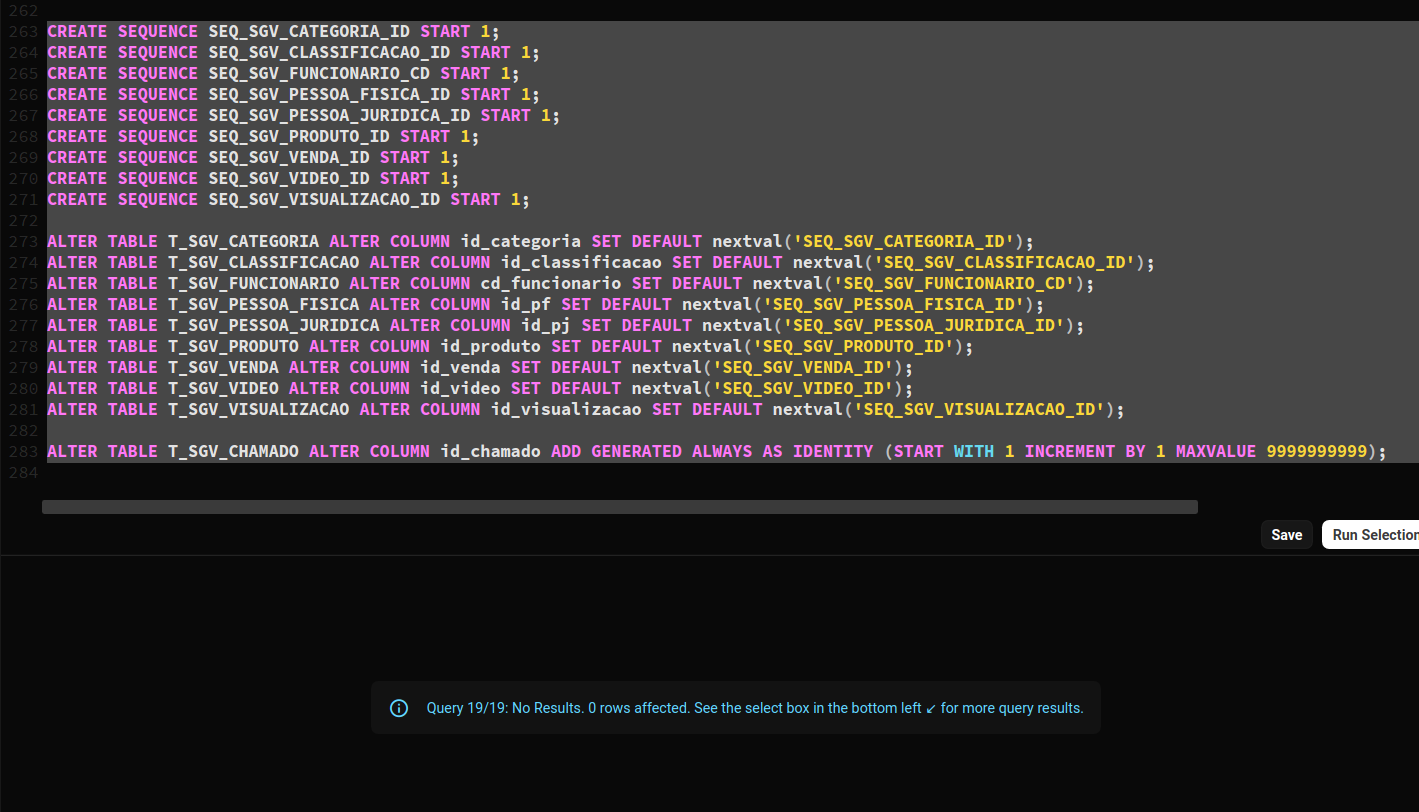 262
263 CREATE SEQUENCE SEQ_SGV_CATEGORIA_ID START 1;
264 CREATE SEQUENCE SEQ_SGV_CLASSIFICACAO_ID START 1;
265 CREATE SEQUENCE SEQ_SGV_FUNCIONARIO_CD START 1;
266 CREATE SEQUENCE SEQ_SGV_PESSOA_FISICA_ID START 1;
267 CREATE SEQUENCE SEQ_SGV_PESSOA_JURIDICA_ID START 1;
268 CREATE SEQUENCE SEQ_SGV_PRODUTO_ID START 1;
269 CREATE SEQUENCE SEQ_SGV_VENDA_ID START 1;
270 CREATE SEQUENCE SEQ_SGV_VIDEO_ID START 1;
271 CREATE SEQUENCE SEQ_SGV_VISUALIZACAO_ID START 1;
272
273 ALTER TABLE T_SGV_CATEGORIA ALTER COLUMN id_categoria SET DEFAULT nextval('SEQ_SGV_CATEGORIA_ID');
274 ALTER TABLE T_SGV_CLASSIFICACAO ALTER COLUMN id_classificacao SET DEFAULT nextval('SEQ_SGV_CLASSIFICACAO_ID');
275 ALTER TABLE T_SGV_FUNCIONARIO ALTER COLUMN cd_funcionario SET DEFAULT nextval('SEQ_SGV_FUNCIONARIO_CD');
276 ALTER TABLE T_SGV_PESSOA_FISICA ALTER COLUMN id_pf SET DEFAULT nextval('SEQ_SGV_PESSOA_FISICA_ID');
277 ALTER TABLE T_SGV_PESSOA_JURIDICA ALTER COLUMN id_pj SET DEFAULT nextval('SEQ_SGV_PESSOA_JURIDICA_ID');
278 ALTER TABLE T_SGV_PRODUTO ALTER COLUMN id_produto SET DEFAULT nextval('SEQ_SGV_PRODUTO_ID');
279 ALTER TABLE T_SGV_VENDA ALTER COLUMN id_venda SET DEFAULT nextval('SEQ_SGV_VENDA_ID');
280 ALTER TABLE T_SGV_VIDEO ALTER COLUMN id_video SET DEFAULT nextval('SEQ_SGV_VIDEO_ID');
281 ALTER TABLE T_SGV_VISUALIZACAO ALTER COLUMN id_visualizacao SET DEFAULT nextval('SEQ_SGV_VISUALIZACAO_ID');
282
283 ALTER TABLE T_SGV_CHAMADO ALTER COLUMN id_chamado ADD GENERATED ALWAYS AS IDENTITY (START WITH 1 INCREMENT BY 1 MAXVALUE 9999999999);
284
Save
Run Selection
Query 19/19: No Results. 0 rows affected. See the select box in the bottom left ↙ for more query results.